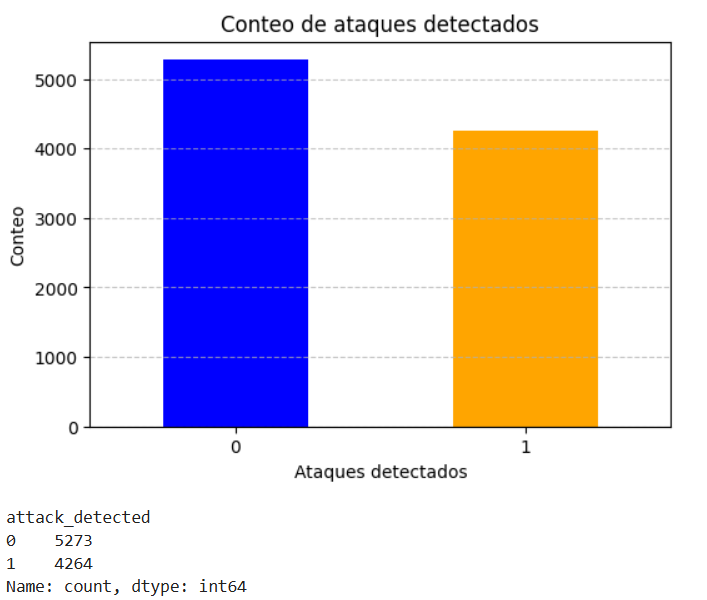 Conteo de ataques detectados
5000
4000
3000
2000
1000
0
Conteo
0 1
Ataques detectados
attack_detected
0    5273
1    4264
Name: count, dtype: int64